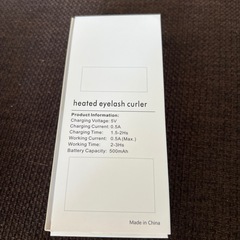 heated eyelash curler
Product Information:
Charging Voltage: 5V
Charging Current: 0.5A
Charging Time: 1.5-2Hs
Working Current: 0.5A(Max.)
Working Time: 2-3Hs
Battery Capacity: 500mAh
Made in China